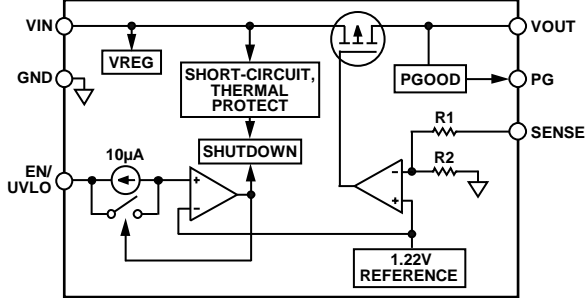 VIN
VOUT
VREG
GND
SHORT-CIRCUIT,
THERMAL
PROTECT
PGOOD
PG
R1
SENSE
SHUTDOWN
R2
EN/
UVLO
10µA
+
–
–
+
1.22V
REFERENCE